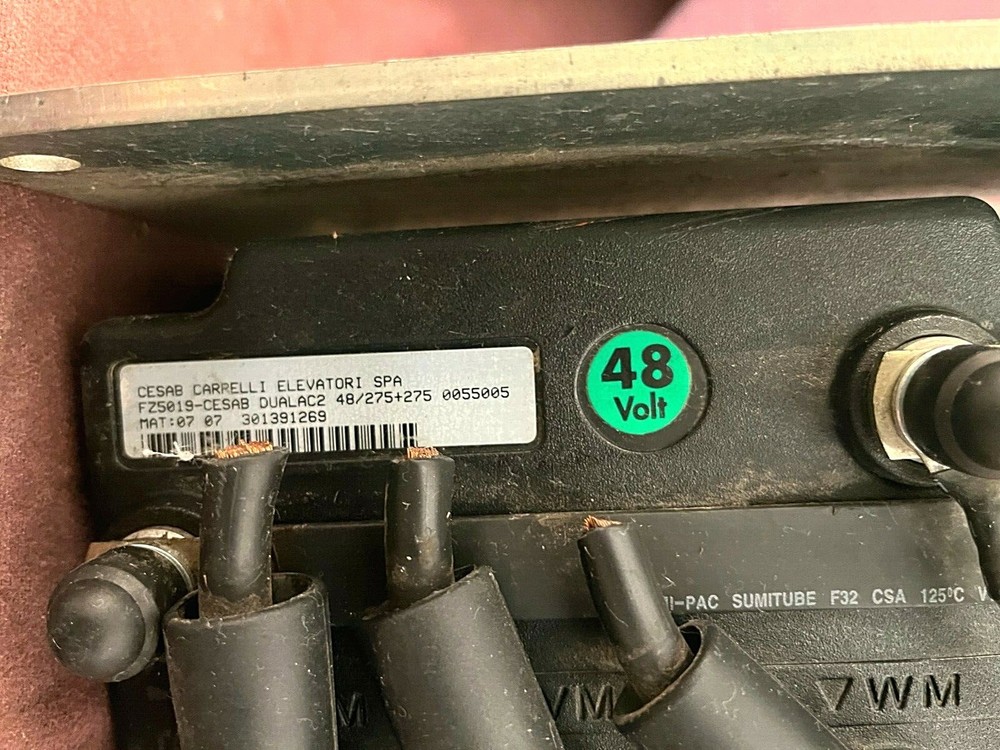 CESAB CARRELLI ELEVATORI SPA
FZ5019-CESAB DUALAC2 48/275+275 0055005
MAT:07 07 301391269
48
Volt
SUMITUBE F32 CSA 125°C
WM